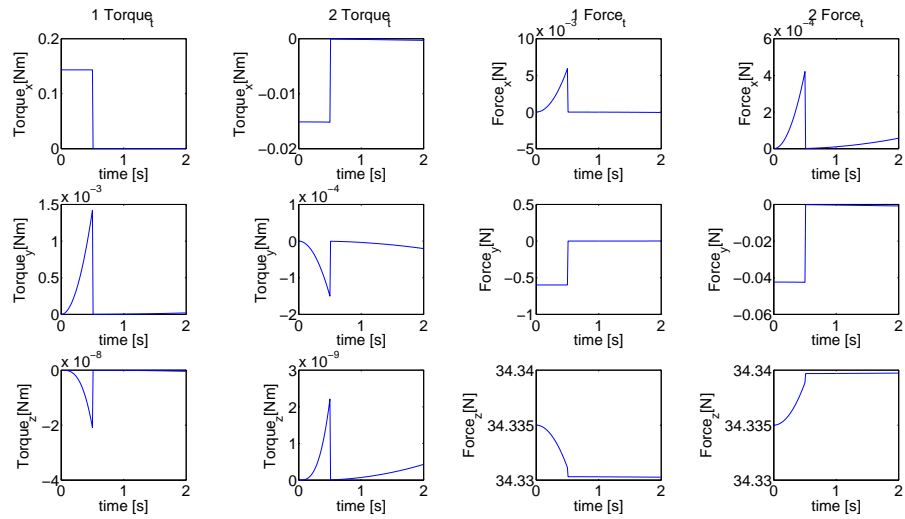 1 Torque_t
0.2
0.1
0
Torque_x[Nm]
0 1 2
time [s]
2 Torque_t
0
−0.01
−0.02
Torque_x[Nm]
0 1 2
time [s]
1 Force_t
x 10^−3
10
5
0
−5
Force_x[N]
0 1 2
time [s]
2 Force_t
x 10^−4
6
4
2
0
Force_x[N]
0 1 2
time [s]
x 10^−3
1.5
1
0.5
0
Torque_y[Nm]
0 1 2
time [s]
x 10^−4
1
0
−1
−2
Torque_y[Nm]
0 1 2
time [s]
0.5
0
−0.5
−1
Force_y[N]
0 1 2
time [s]
0
−0.02
−0.04
−0.06
Force_y[N]
0 1 2
time [s]
x 10^−8
0
−2
−4
Torque_z[Nm]
0 1 2
time [s]
x 10^−9
3
2
1
0
Torque_z[Nm]
0 1 2
time [s]
34.34
34.335
34.33
Force_z[N]
0 1 2
time [s]
34.34
34.335
34.33
Force_z[N]
0 1 2
time [s]